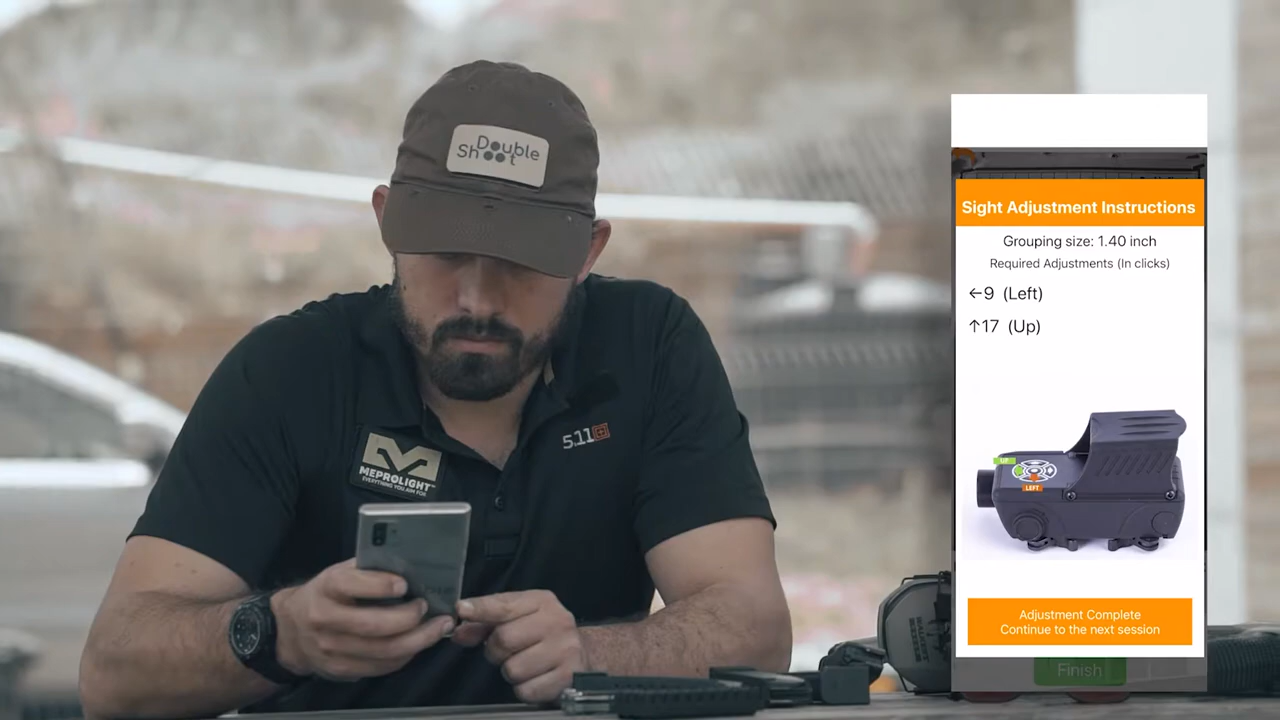 Double
Shoot
5.11
MEPROLIGHT
EVERYTHING YOU AIM FOR
Sight Adjustment Instructions
Grouping size: 1.40 inch
Required Adjustments (In clicks)
←9 (Left)
↑17 (Up)
UP
LEFT
Adjustment Complete
Continue to the next session
Finish